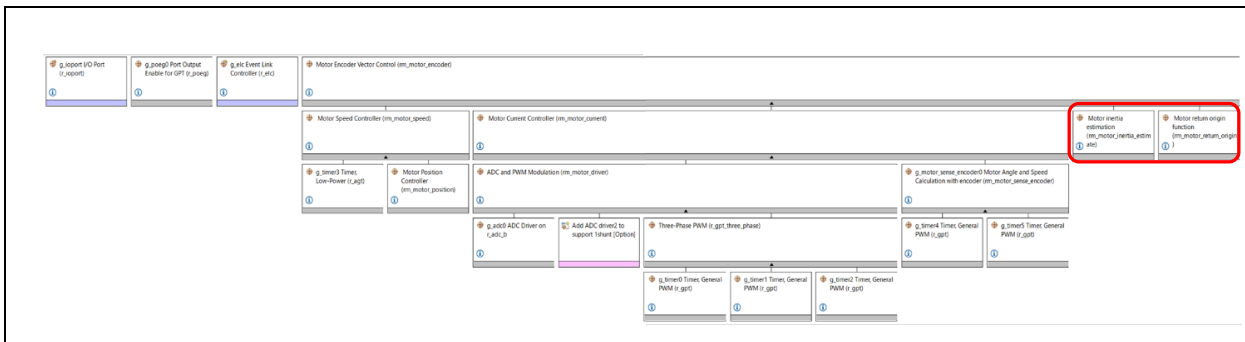 g_ioport I/O Port
(r_ioport)
g_poeg0 Port Output
Enable for GPT (r_poeg)
g_elc Event Link
Controller (r_elc)
Motor Encoder Vector Control (rm_motor_encoder)
Motor Speed Controller (rm_motor_speed)
Motor Current Controller (rm_motor_current)
Motor inertia
estimation
(rm_motor_inertia_estim
ate)
Motor return origin
function
(rm_motor_return_origin
)
g_timer3 Timer,
Low-Power (r_agt)
Motor Position
Controller
(rm_motor_position)
ADC and PWM Modulation (rm_motor_driver)
g_motor_sense_encoder0 Motor Angle and Speed
Calculation with encoder (rm_motor_sense_encoder)
g_adc0 ADC Driver on
r_adc_b
Add ADC driver2 to
support 1shunt [Option]
Three-Phase PWM (r_gpt_three_phase)
g_timer4 Timer, General
PWM (r_gpt)
g_timer5 Timer, General
PWM (r_gpt)
g_timer0 Timer, General
PWM (r_gpt)
g_timer1 Timer, General
PWM (r_gpt)
g_timer2 Timer, General
PWM (r_gpt)